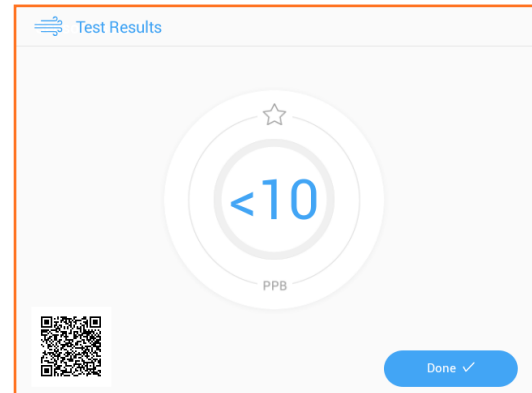 Test Results
<10
PPB
Done ✓